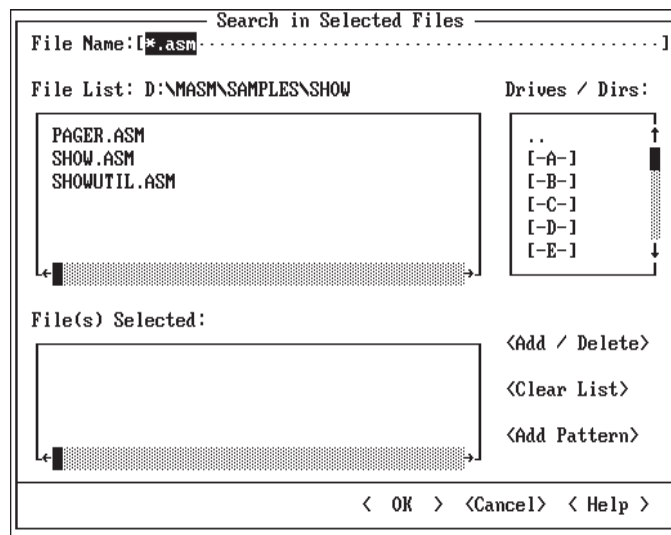 Search in Selected Files
File Name:[*.asm·············································]
File List: D:\MASM\SAMPLES\SHOW
Drives / Dirs:
PAGER.ASM
SHOW.ASM
SHOWUTIL.ASM
..
[-A-]
[-B-]
[-C-]
[-D-]
[-E-]
File(s) Selected:
<Add / Delete>
<Clear List>
<Add Pattern>
< OK > <Cancel> < Help >